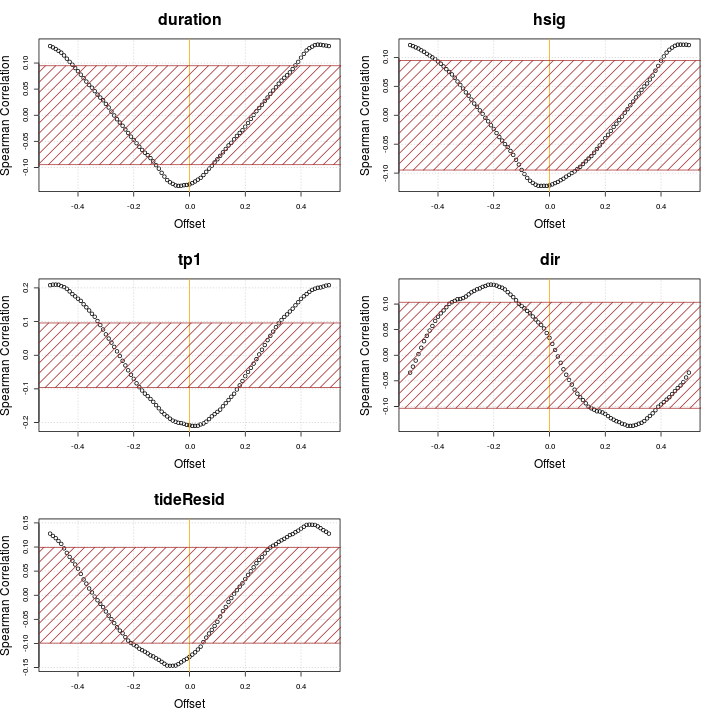 duration
Spearman Correlation
-0.10 -0.05 0.00 0.05 0.10
-0.4 -0.2 0.0 0.2 0.4
Offset
hsig
Spearman Correlation
-0.10 -0.05 0.00 0.05 0.10
-0.4 -0.2 0.0 0.2 0.4
Offset
tp1
Spearman Correlation
-0.2 -0.1 0.0 0.1 0.2
-0.4 -0.2 0.0 0.2 0.4
Offset
dir
Spearman Correlation
-0.10 -0.05 0.00 0.05 0.10
-0.4 -0.2 0.0 0.2 0.4
Offset
tideResid
Spearman Correlation
-0.15 -0.10 -0.05 0.00 0.05 0.10 0.15
-0.4 -0.2 0.0 0.2 0.4
Offset